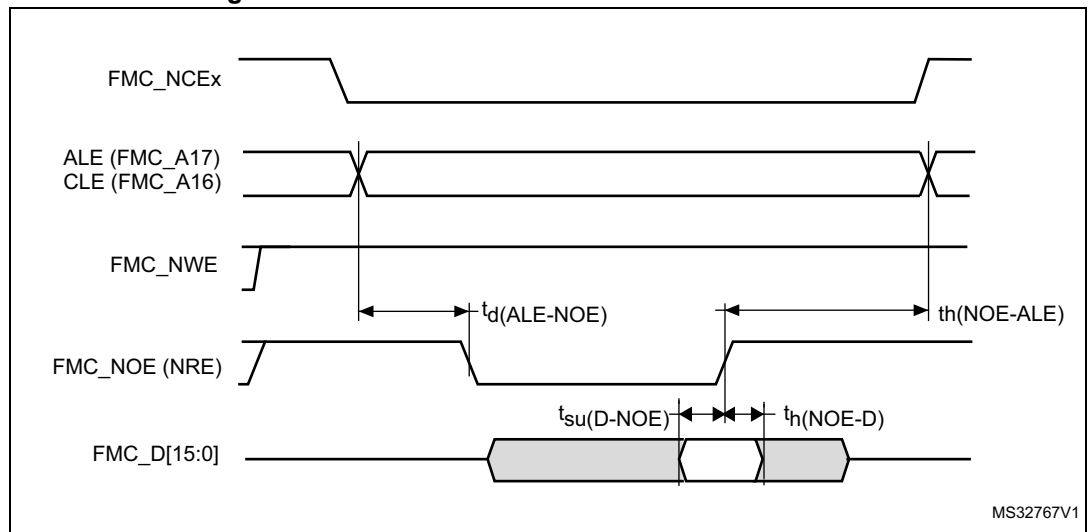 FMC_NCEx
ALE (FMC_A17)
CLE (FMC_A16)
FMC_NWE
td(ALE-NOE)
th(NOE-ALE)
FMC_NOE (NRE)
tsu(D-NOE)
th(NOE-D)
FMC_D[15:0]
MS32767V1